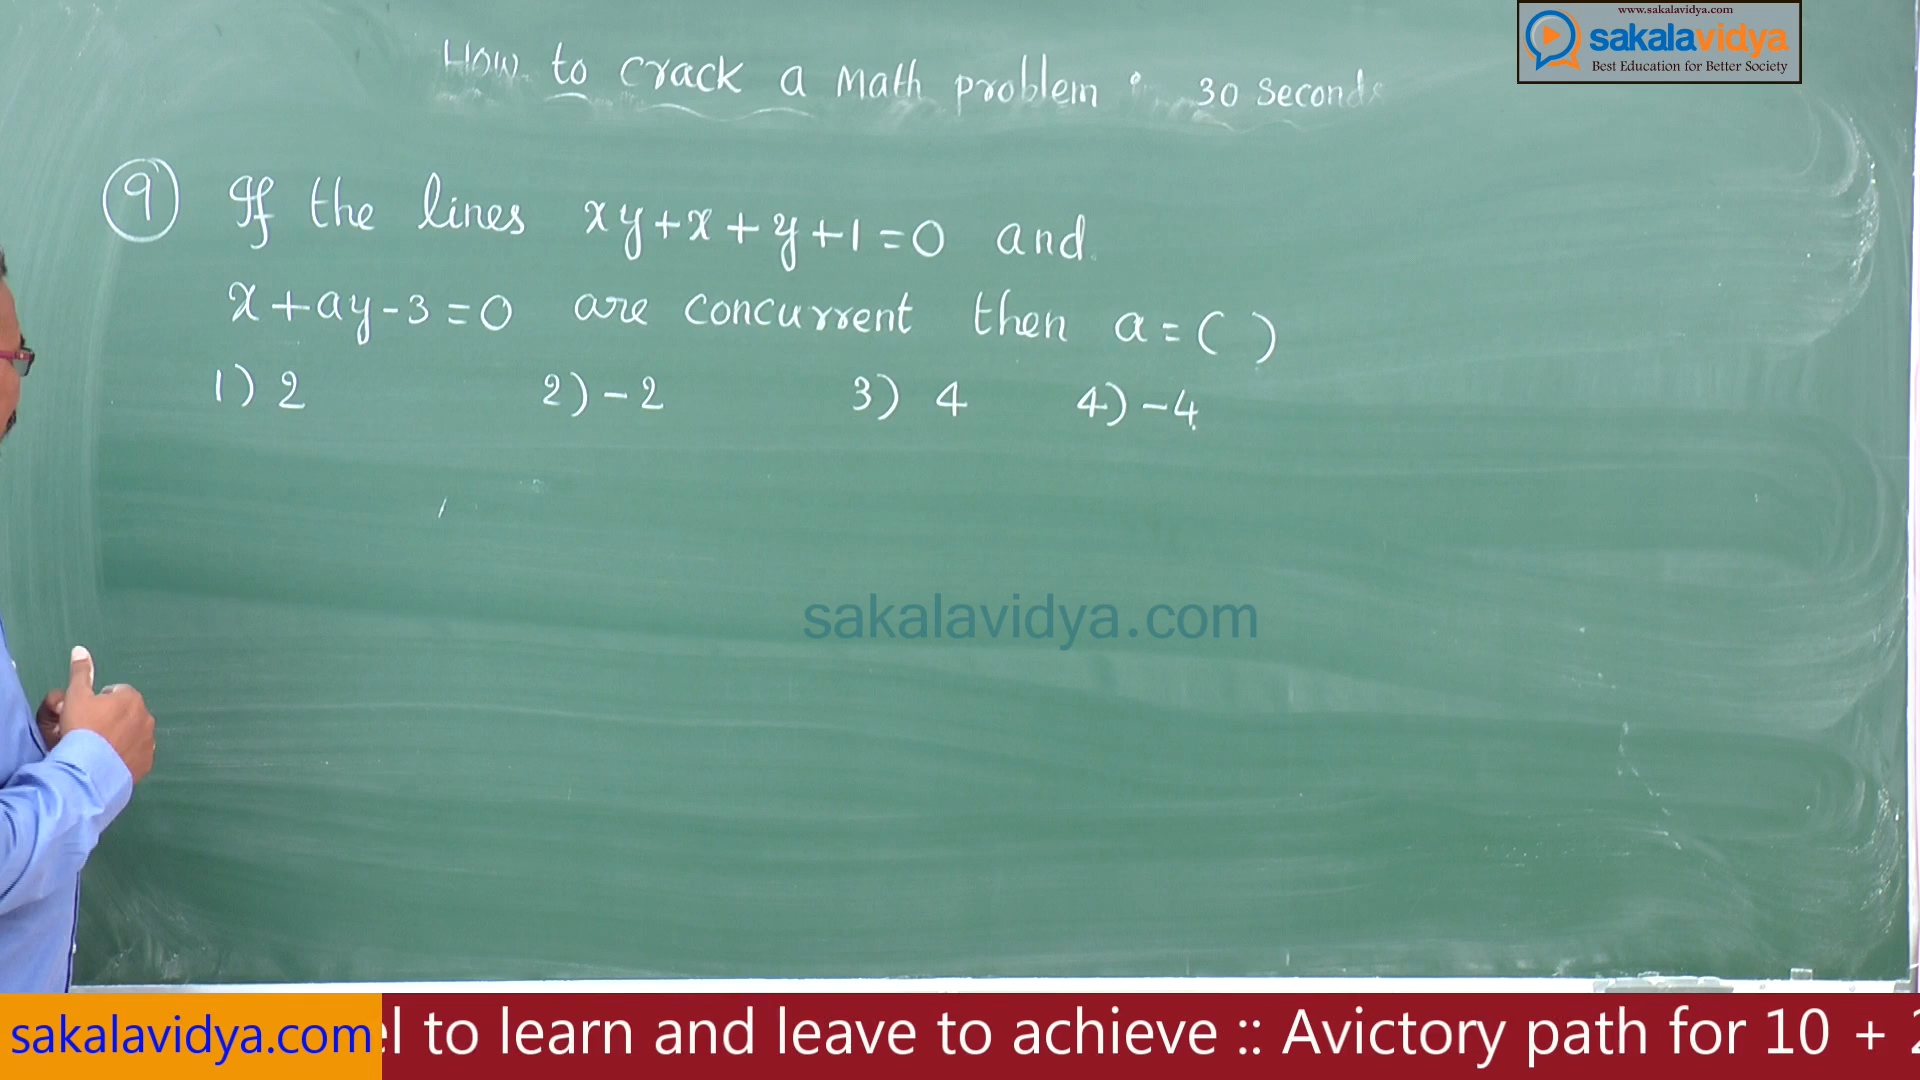 www.sakalavidya.com
sakalavidya
Best Education for Better Society
How to crack a Math problem in 30 Seconds
9 If the lines xy+x+y+1=0 and
x+ay-3=0 are concurrent then a=( )
1) 2 2) -2 3) 4 4) -4
sakalavidya.com
sakalavidya.com
to learn and leave to achieve :: Avictory path for 10 +